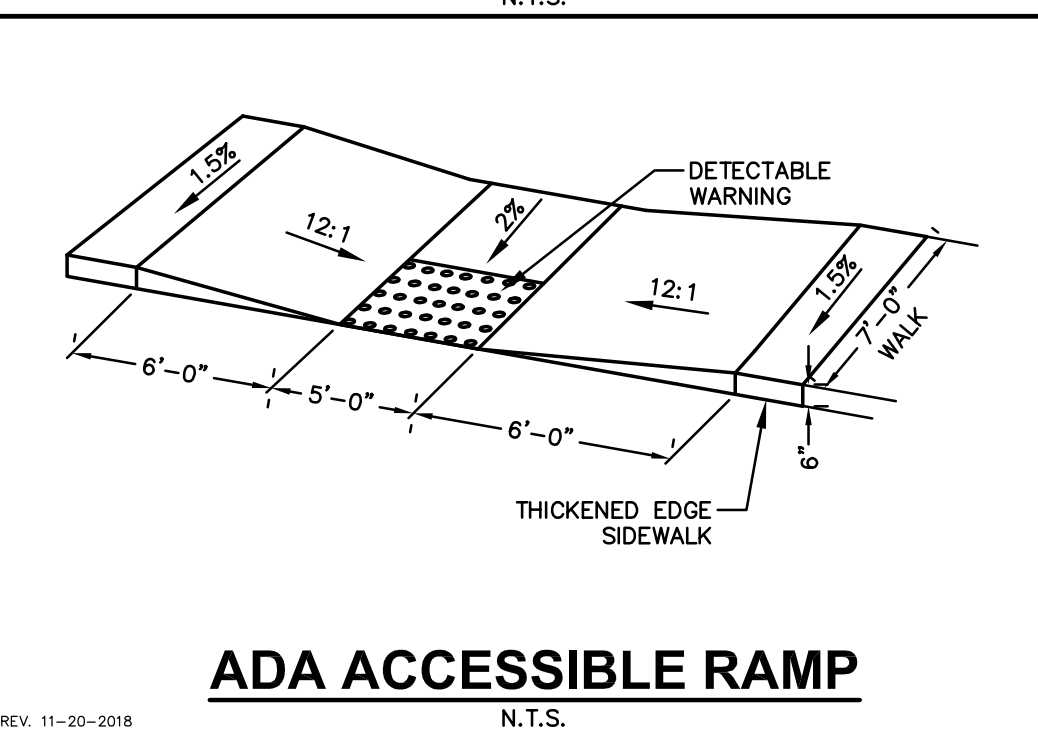 N.T.S.
1.5%
12:1
2%
DETECTABLE
WARNING
12:1
1.5%
7'-0"
WALK
6'-0"
5'-0"
6'-0"
6"
THICKENED EDGE
SIDEWALK
ADA ACCESSIBLE RAMP
N.T.S.
REV. 11-20-2018